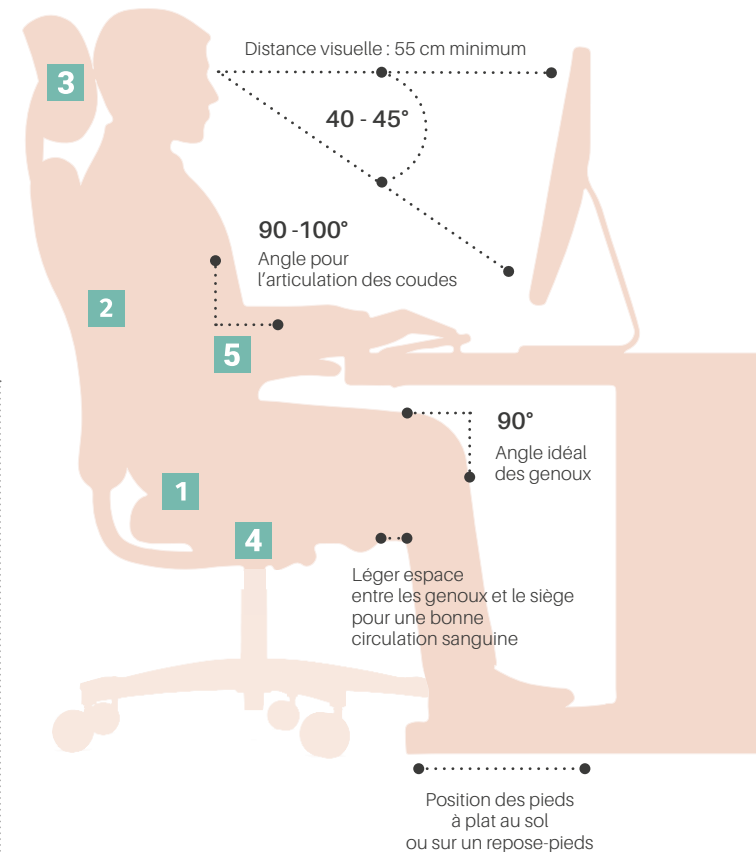 Distance visuelle : 55 cm minimum
3
40 - 45°
90 -100°
Angle pour
l'articulation des coudes
2
5
90°
Angle idéal
des genoux
1
4
Léger espace
entre les genoux et le siège
pour une bonne
circulation sanguine
Position des pieds
à plat au sol
ou sur un repose-pieds